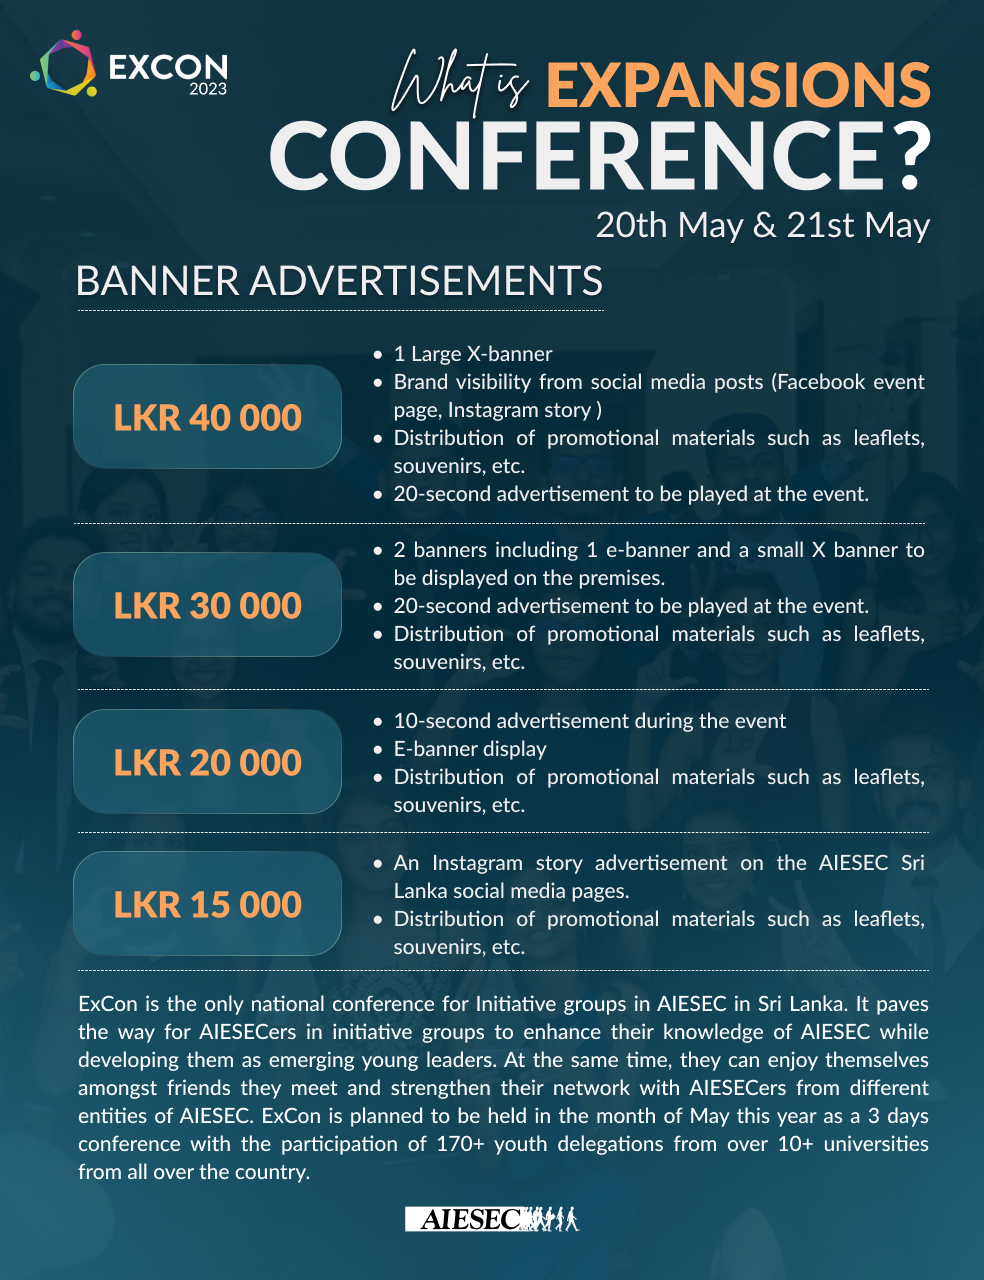 EXCON
2023
What is EXPANSIONS
CONFERENCE?
20th May & 21st May
BANNER ADVERTISEMENTS
LKR 40 000
• 1 Large X-banner
• Brand visibility from social media posts (Facebook event
page, Instagram story )
• Distribution of promotional materials such as leaflets,
souvenirs, etc.
• 20-second advertisement to be played at the event.
LKR 30 000
• 2 banners including 1 e-banner and a small X banner to
be displayed on the premises.
• 20-second advertisement to be played at the event.
• Distribution of promotional materials such as leaflets,
souvenirs, etc.
LKR 20 000
• 10-second advertisement during the event
• E-banner display
• Distribution of promotional materials such as leaflets,
souvenirs, etc.
LKR 15 000
• An Instagram story advertisement on the AIESEC Sri
Lanka social media pages.
• Distribution of promotional materials such as leaflets,
souvenirs, etc.
ExCon is the only national conference for Initiative groups in AIESEC in Sri Lanka. It paves
the way for AIESECers in initiative groups to enhance their knowledge of AIESEC while
developing them as emerging young leaders. At the same time, they can enjoy themselves
amongst friends they meet and strengthen their network with AIESECers from different
entities of AIESEC. ExCon is planned to be held in the month of May this year as a 3 days
conference with the participation of 170+ youth delegations from over 10+ universities
from all over the country.
AIESEC